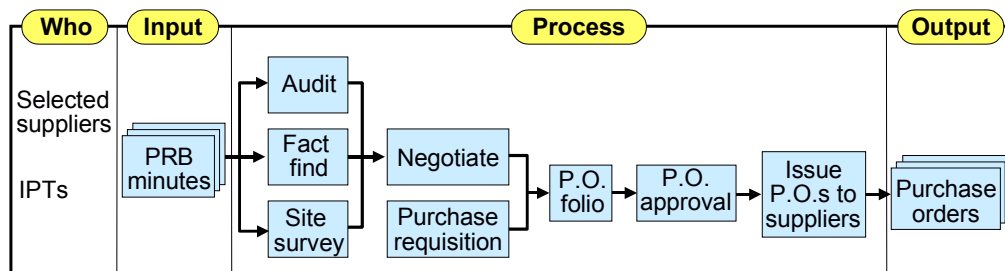 Who
Input
Process
Output
Selected
suppliers
IPTs
PRB
minutes
Audit
Fact
find
Site
survey
Negotiate
Purchase
requisition
P.O.
folio
P.O.
approval
Issue
P.O.s to
suppliers
Purchase
orders